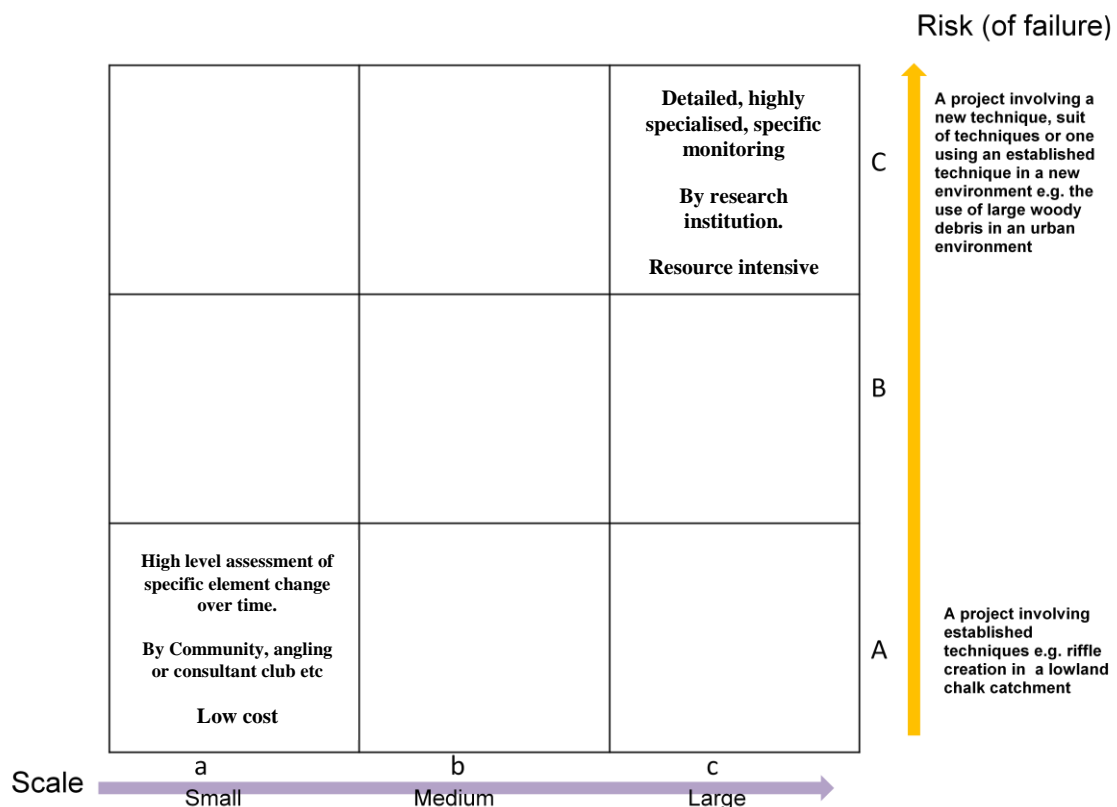 Risk (of failure)
Detailed, highly
specialised, specific
monitoring
By research
institution.
Resource intensive
C
A project involving a
new technique, suit
of techniques or one
using an established
technique in a new
environment e.g. the
use of large woody
debris in an urban
environment
B
High level assessment of
specific element change
over time.
By Community, angling
or consultant club etc
Low cost
A
A project involving
established
techniques e.g. riffle
creation in a lowland
chalk catchment
Scale
a
b
c
Small
Medium
Large